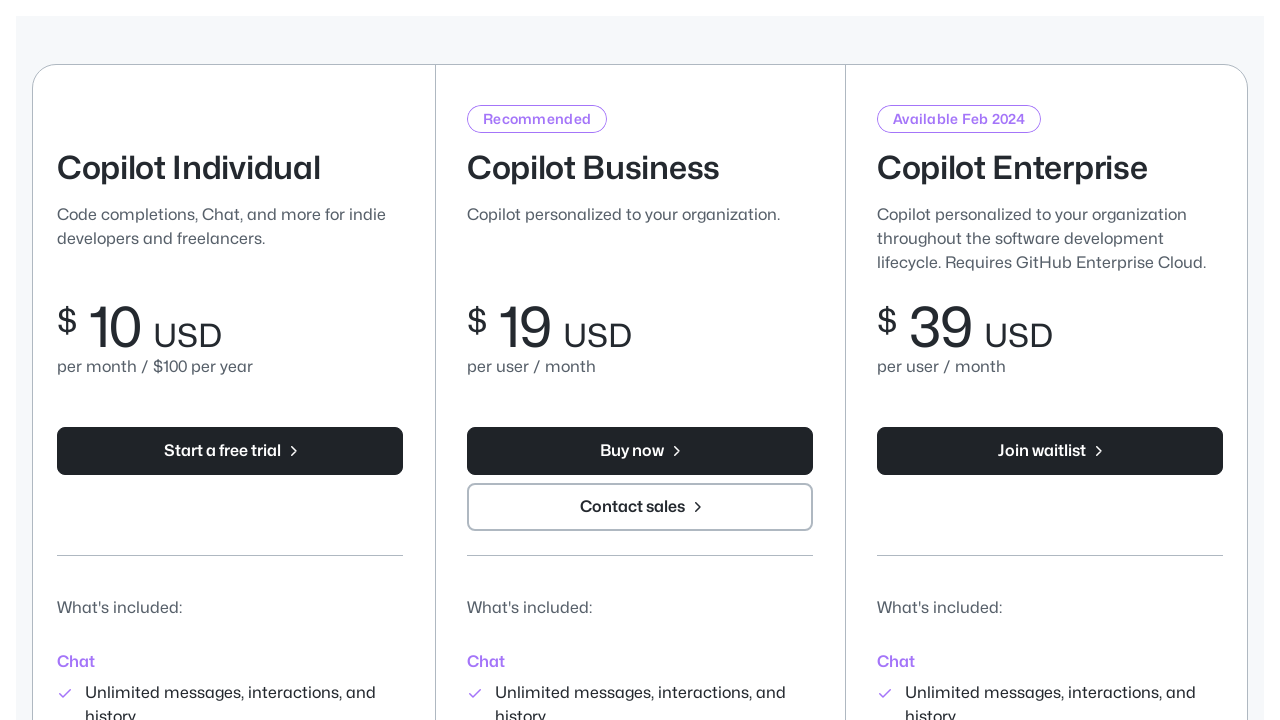 Copilot Individual
Code completions, Chat, and more for indie
developers and freelancers.
$ 10 USD
per month / $100 per year
Start a free trial
What's included:
Chat
Unlimited messages, interactions, and
history
Recommended
Copilot Business
Copilot personalized to your organization.
$ 19 USD
per user / month
Buy now
Contact sales
What's included:
Chat
Unlimited messages, interactions, and
history
Available Feb 2024
Copilot Enterprise
Copilot personalized to your organization
throughout the software development
lifecycle. Requires GitHub Enterprise Cloud.
$ 39 USD
per user / month
Join waitlist
What's included:
Chat
Unlimited messages, interactions, and
history